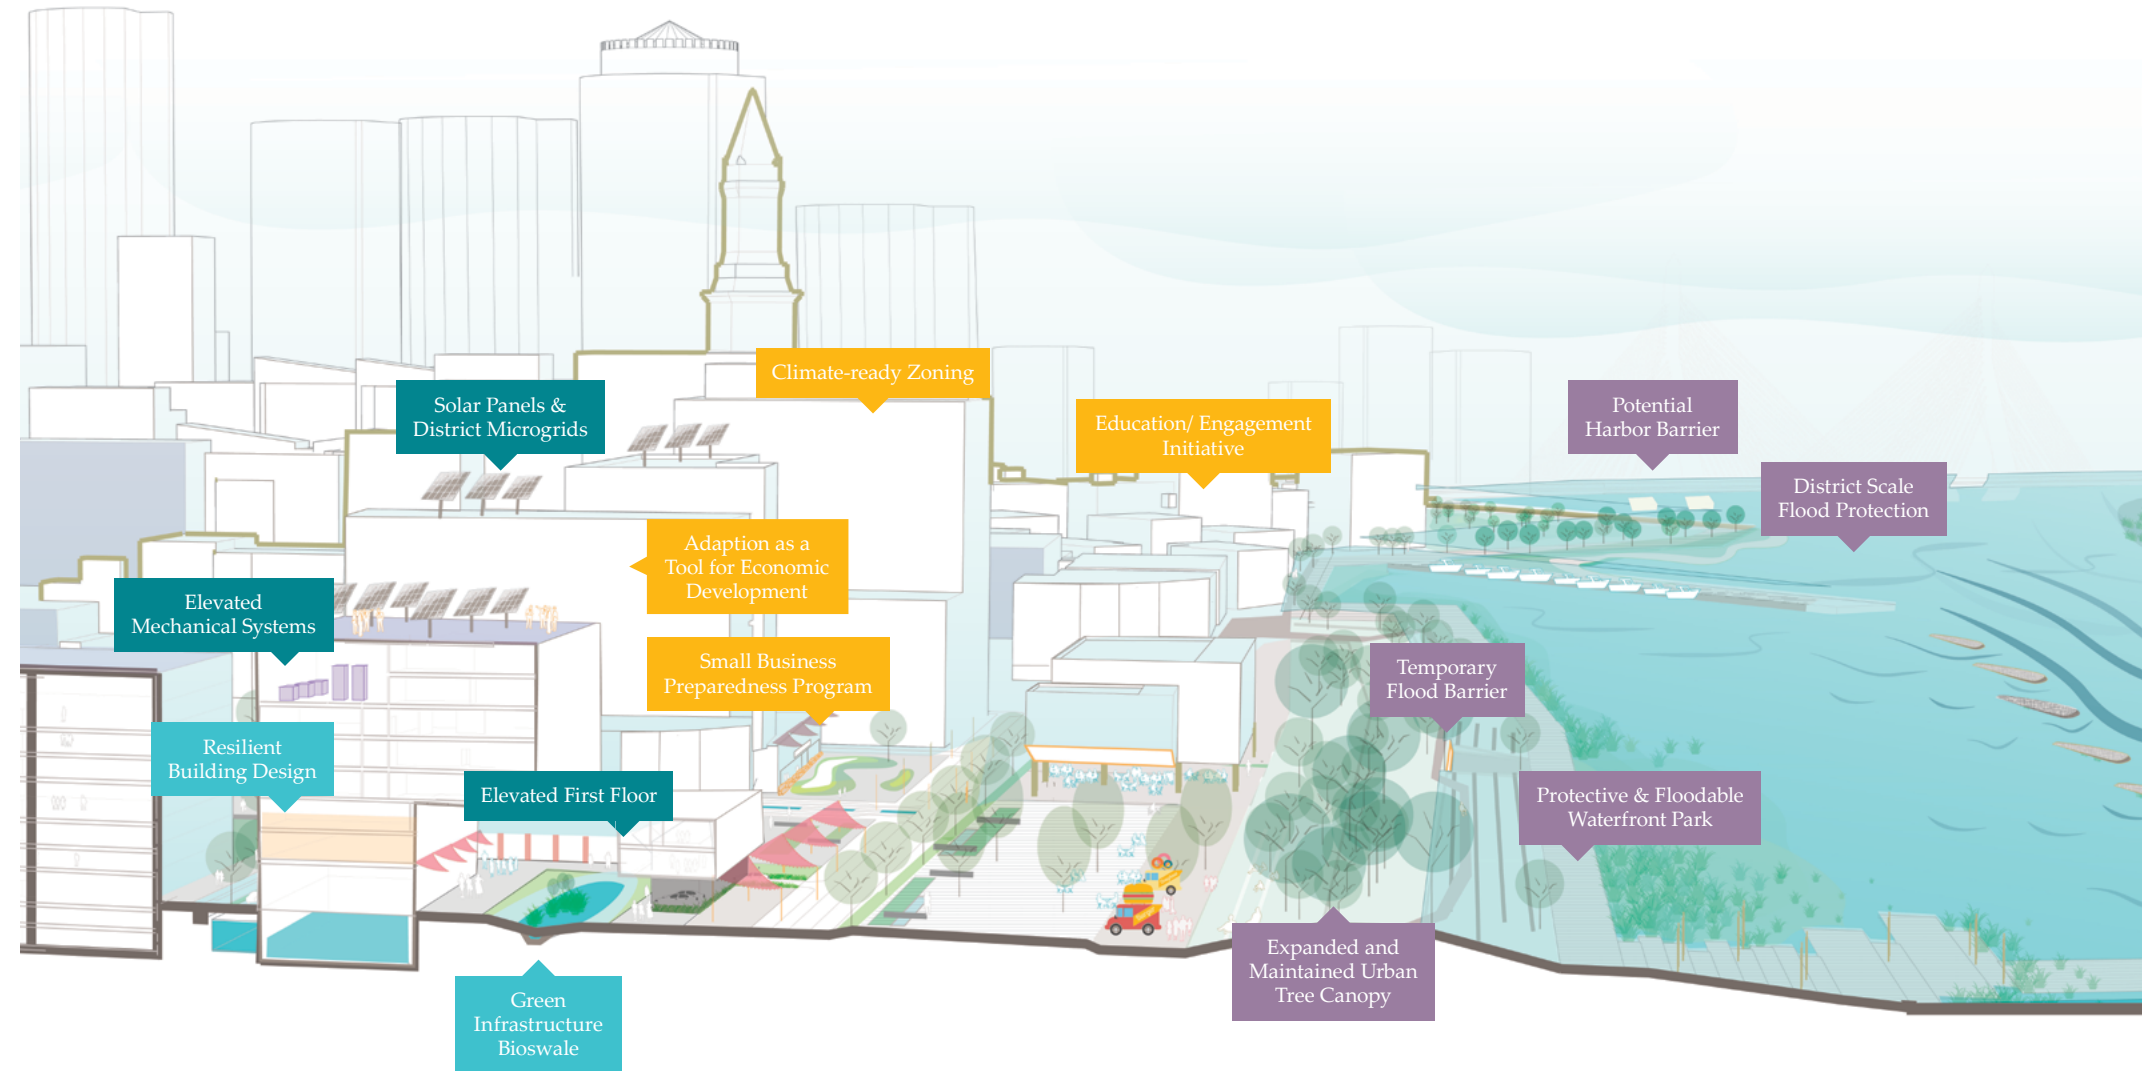 Climate-ready Zoning
Solar Panels &
District Microgrids
Education/ Engagement
Initiative
Potential
Harbor Barrier
District Scale
Flood Protection
Adaption as a
Tool for Economic
Development
Elevated
Mechanical Systems
Small Business
Preparedness Program
Temporary
Flood Barrier
Resilient
Building Design
Elevated First Floor
Protective & Floodable
Waterfront Park
Expanded and
Maintained Urban
Tree Canopy
Green
Infrastructure
Bioswale